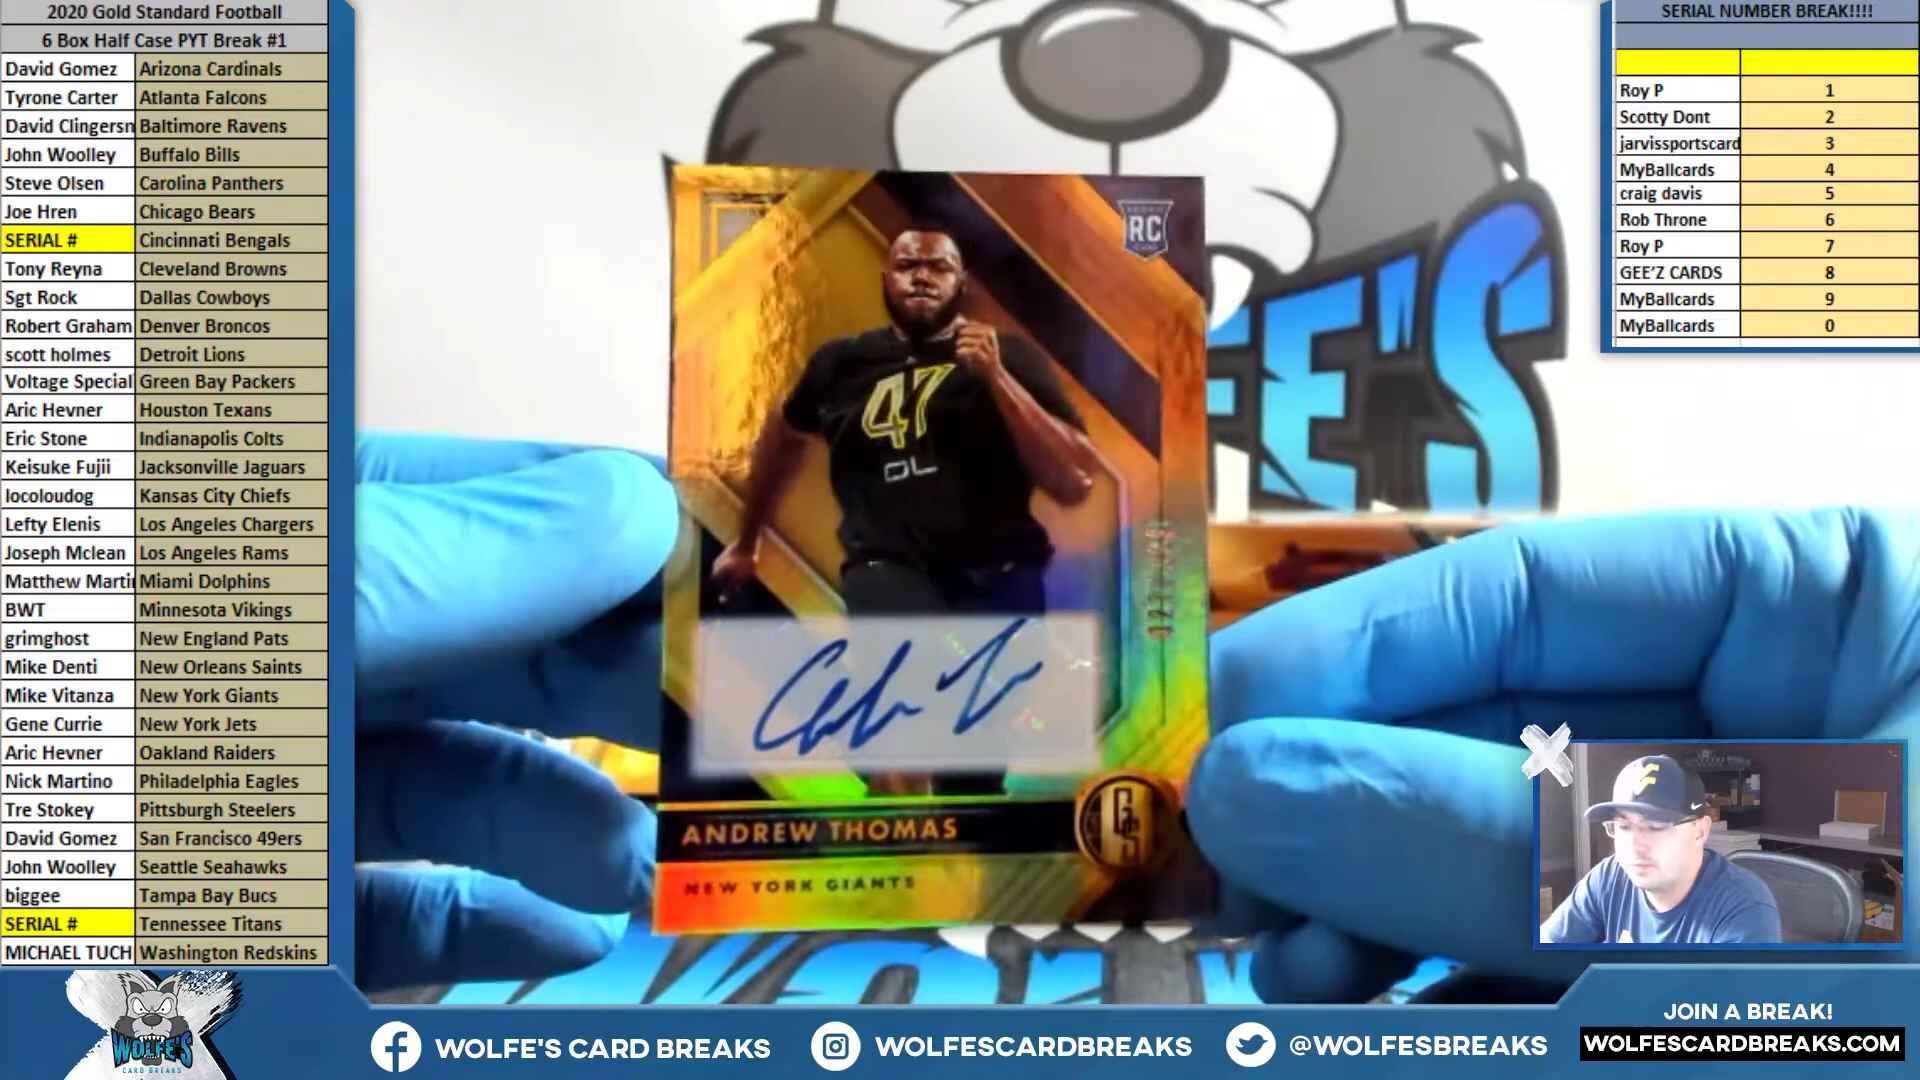 2020 Gold Standard Football
6 Box Half Case PYT Break #1
David Gomez Arizona Cardinals
Tyrone Carter Atlanta Falcons
David Clingersn Baltimore Ravens
John Woolley Buffalo Bills
Steve Olsen Carolina Panthers
Joe Hren Chicago Bears
SERIAL # Cincinnati Bengals
Tony Reyna Cleveland Browns
Sgt Rock Dallas Cowboys
Robert Graham Denver Broncos
scott holmes Detroit Lions
Voltage Special Green Bay Packers
Aric Hevner Houston Texans
Eric Stone Indianapolis Colts
Keisuke Fujii Jacksonville Jaguars
locoloudog Kansas City Chiefs
Lefty Elenis Los Angeles Chargers
Joseph Mclean Los Angeles Rams
Matthew Marti Miami Dolphins
BWT Minnesota Vikings
grimghost New England Pats
Mike Denti New Orleans Saints
Mike Vitanza New York Giants
Gene Currie New York Jets
Aric Hevner Oakland Raiders
Nick Martino Philadelphia Eagles
Tre Stokey Pittsburgh Steelers
David Gomez San Francisco 49ers
John Woolley Seattle Seahawks
biggee Tampa Bay Bucs
SERIAL # Tennessee Titans
MICHAEL TUCH Washington Redskins
RC
47
OL
ANDREW THOMAS
NEW YORK GIANTS
GS
FE'S
SERIAL NUMBER BREAK!!!!
Roy P 1
Scotty Dont 2
jarvissportscard 3
MyBallcards 4
craig davis 5
Rob Throne 6
Roy P 7
GEE'Z CARDS 8
MyBallcards 9
MyBallcards 0
WOLFE'S
CARD BREAKS
WOLFE'S CARD BREAKS
WOLFESCARDBREAKS
@WOLFESBREAKS
JOIN A BREAK!
WOLFESCARDBREAKS.COM